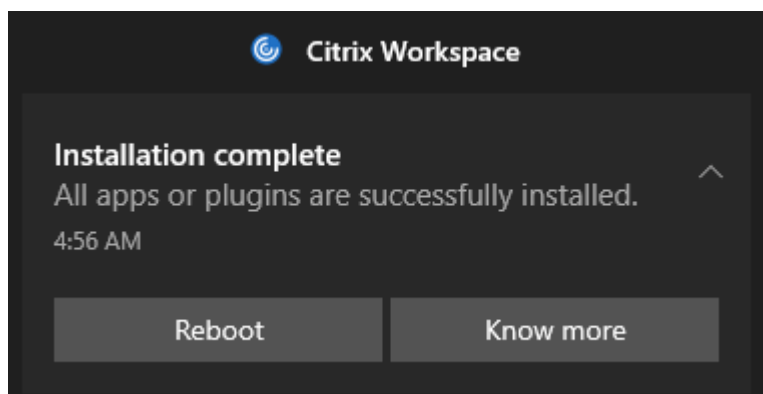 Citrix Workspace
Installation complete
All apps or plugins are successfully installed.
4:56 AM
Reboot
Know more